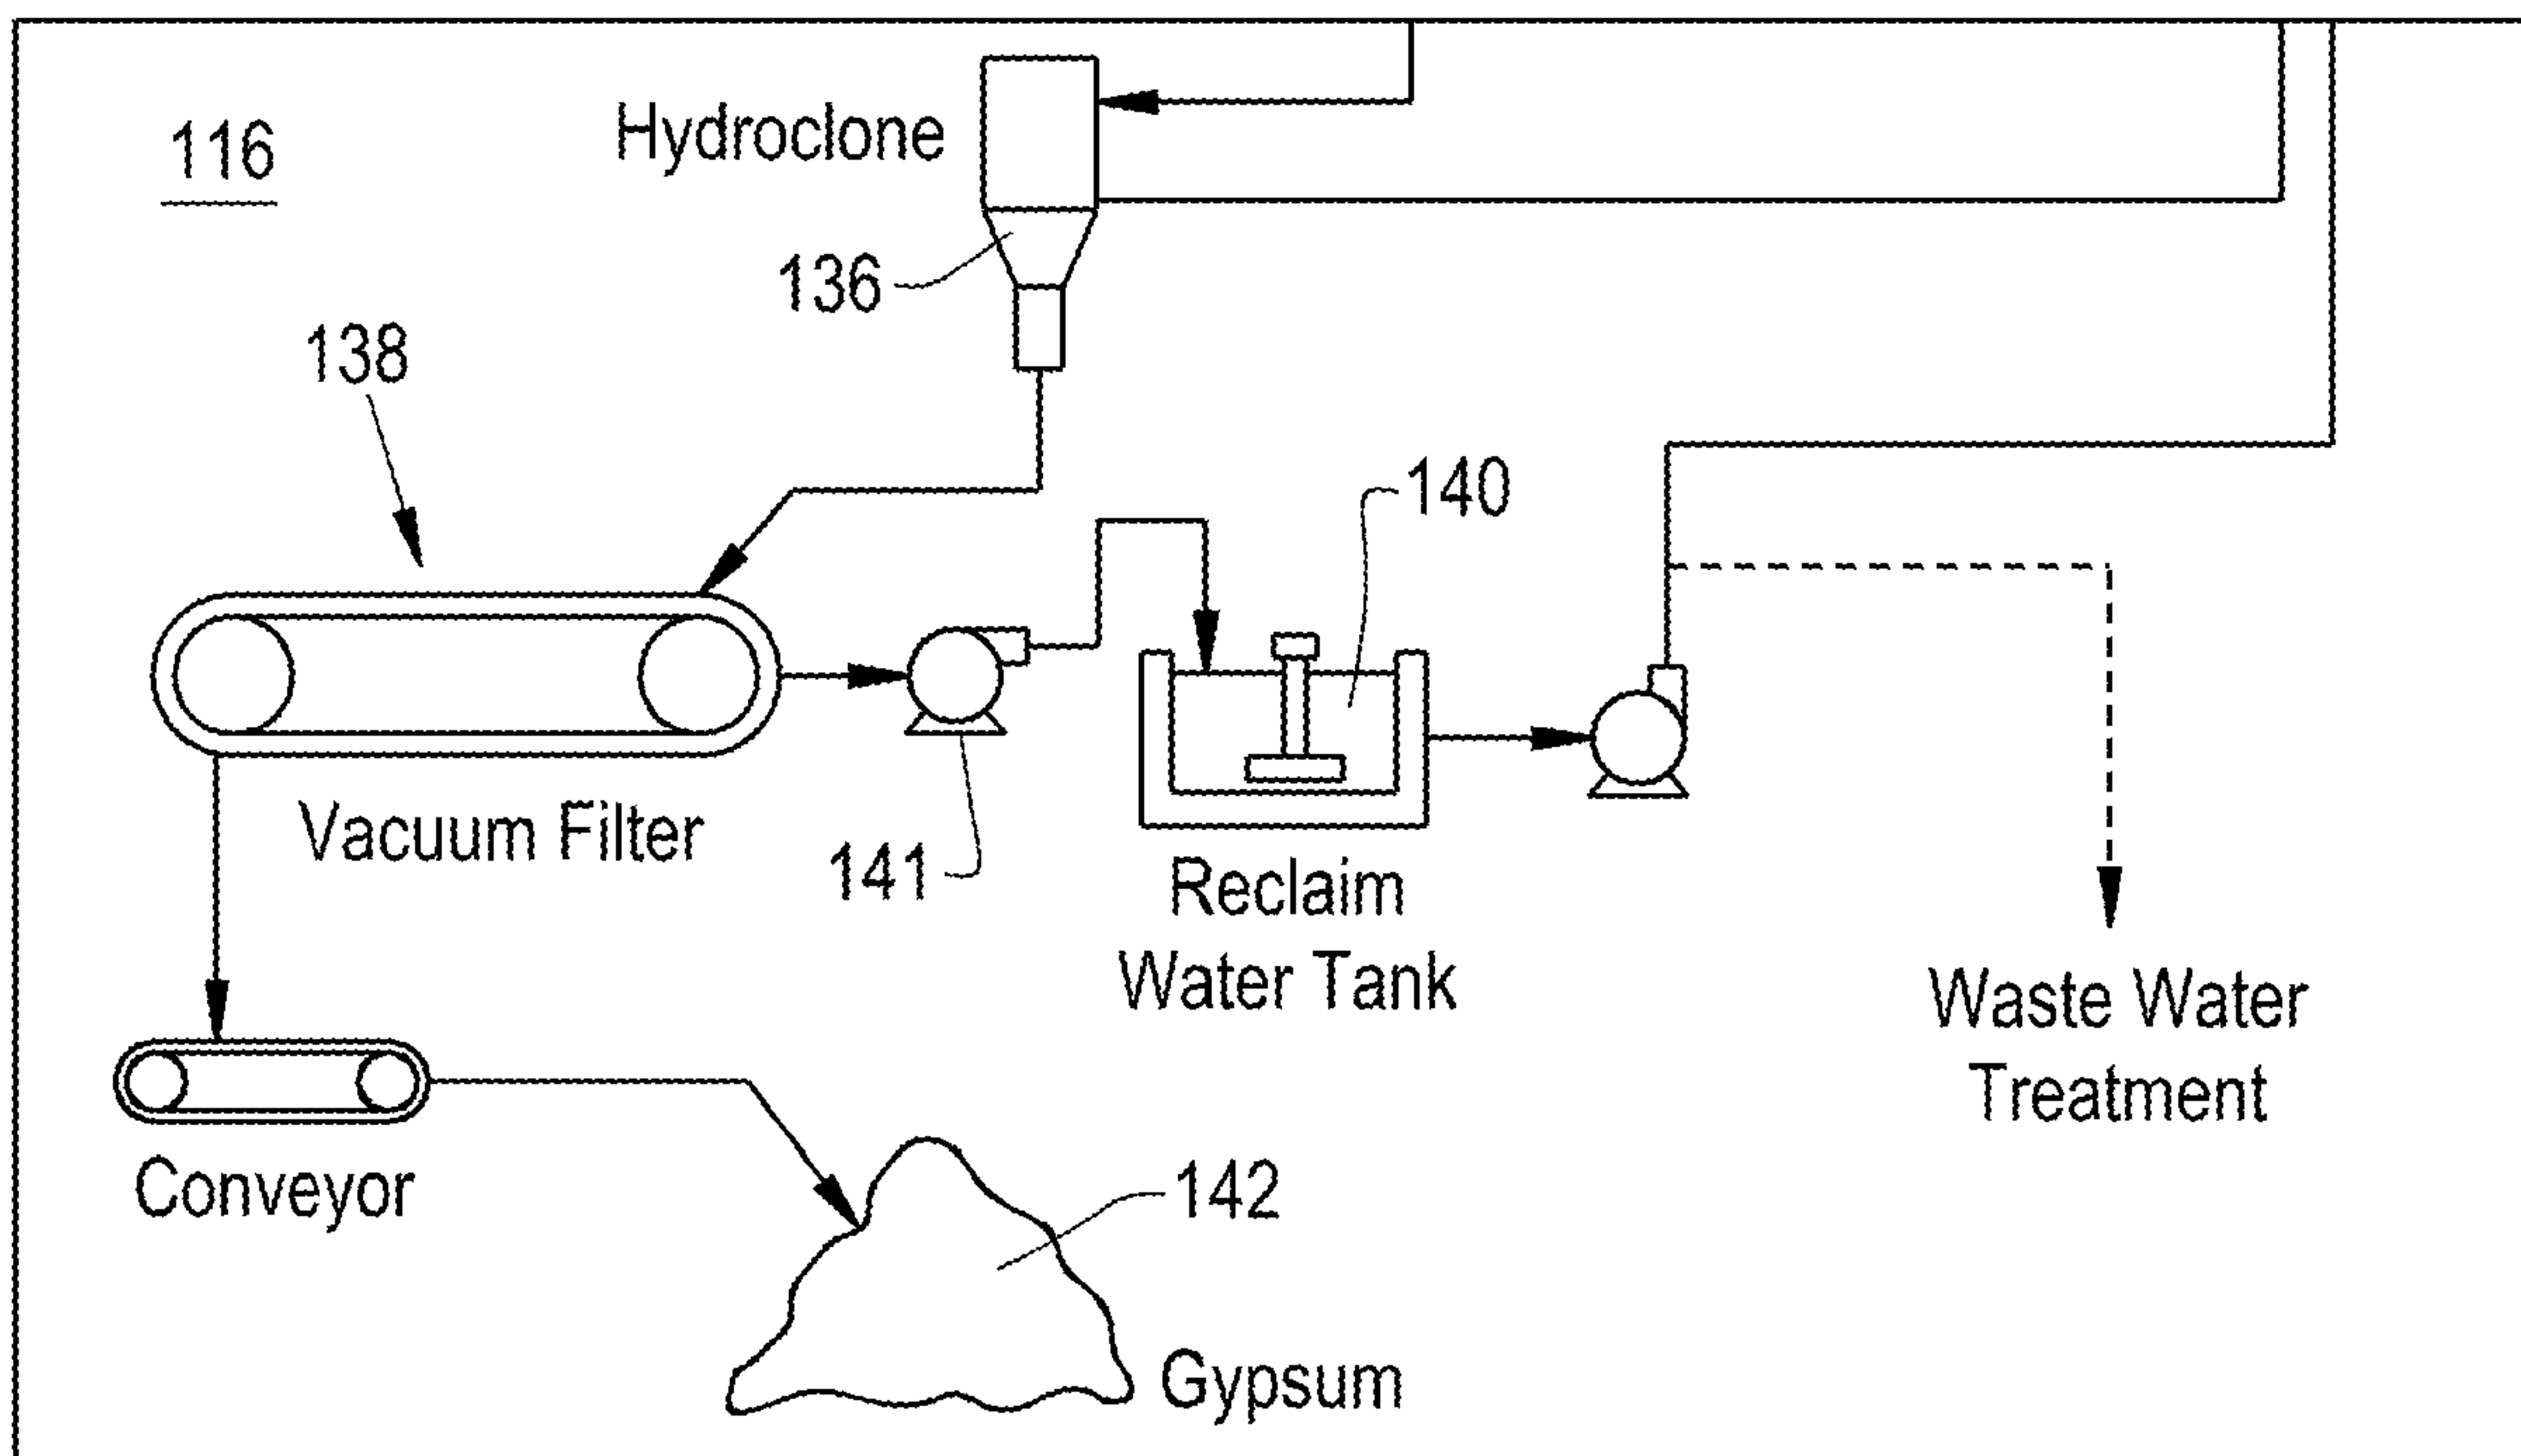 Hydroclone
116
136
138
140
Vacuum Filter
141
Reclaim
Water Tank
Waste Water
Treatment
Conveyor
142
Gypsum